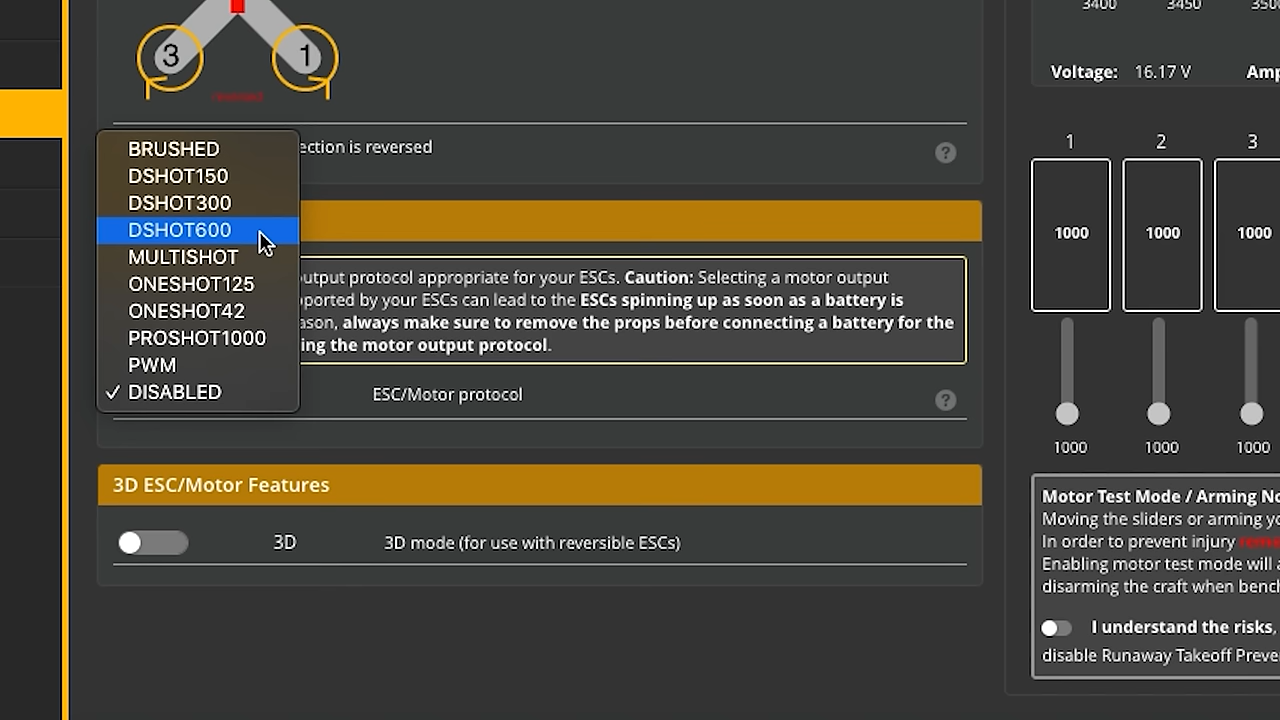 3400 3450
3 1
reversed
Voltage: 16.17 V
ection is reversed
BRUSHED
DSHOT150
DSHOT300
DSHOT600
MULTISHOT
ONESHOT125
ONESHOT42
PROSHOT1000
PWM
✓ DISABLED
utput protocol appropriate for your ESCs. Caution: Selecting a motor output
ported by your ESCs can lead to the ESCs spinning up as soon as a battery is
ason, always make sure to remove the props before connecting a battery for the
ing the motor output protocol.
ESC/Motor protocol
?
?
3D ESC/Motor Features
3D 3D mode (for use with reversible ESCs)
1 2 3
1000 1000 1000
1000 1000 1000
Motor Test Mode / Arming No
Moving the sliders or arming yo
In order to prevent injury
Enabling motor test mode will a
disarming the craft when bench
I understand the risks,
disable Runaway Takeoff Preve